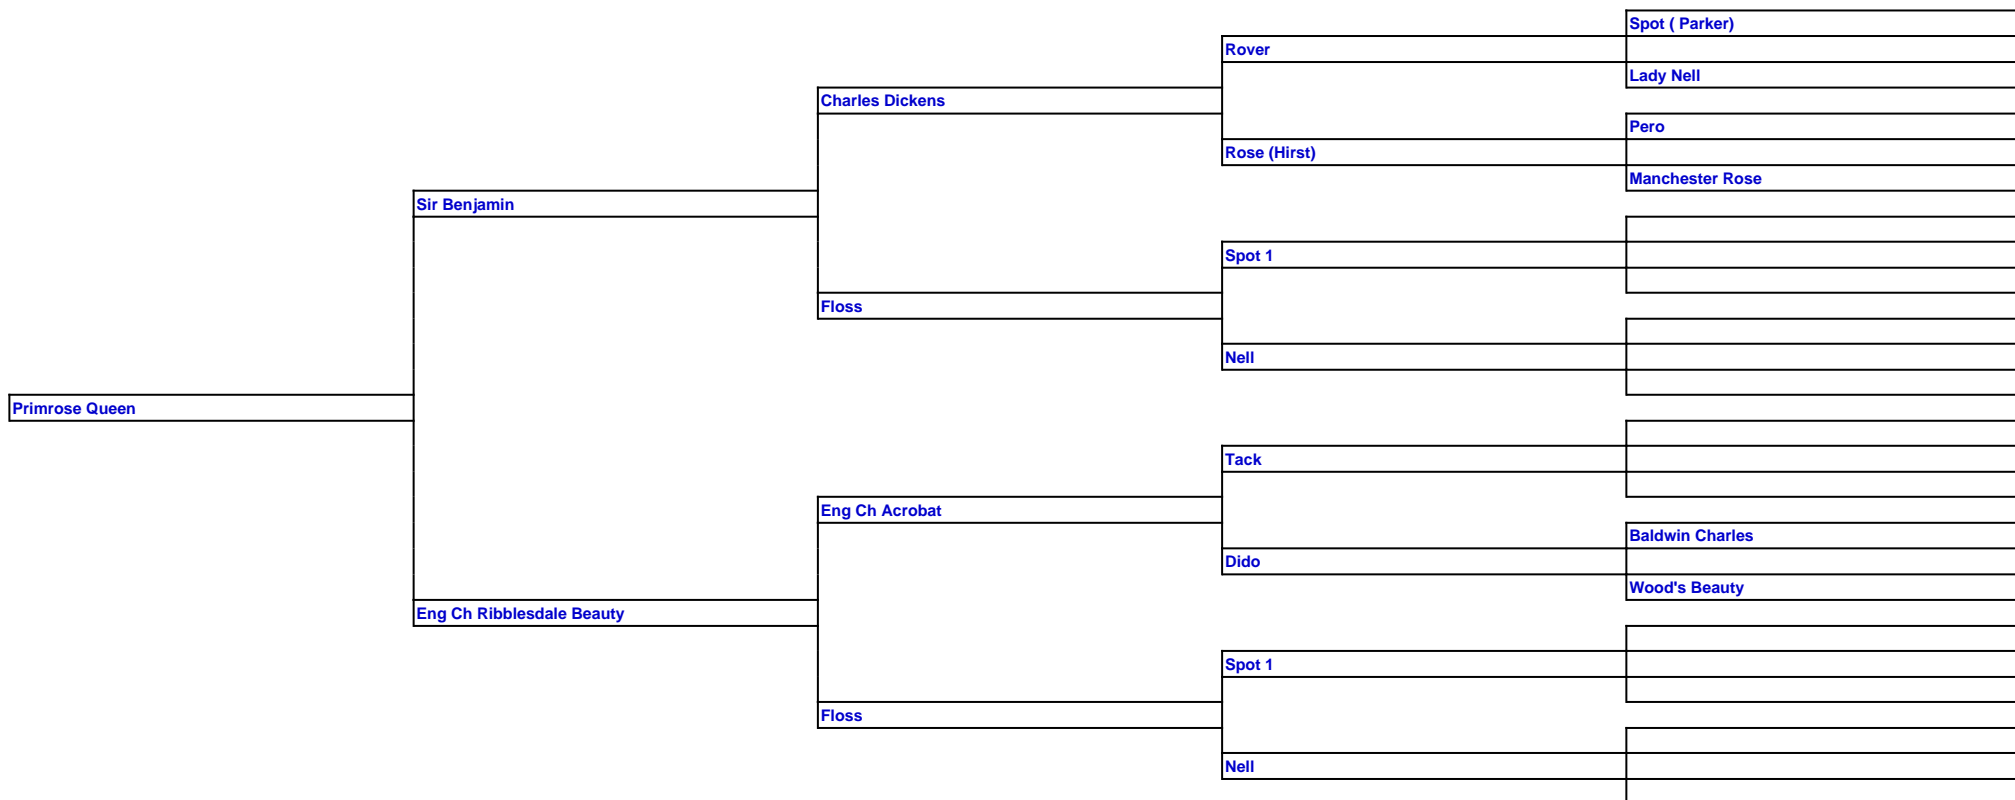 Spot ( Parker)
Rover
Lady Nell
Charles Dickens
Pero
Rose (Hirst)
Manchester Rose
Sir Benjamin
Spot 1
Floss
Nell
Primrose Queen
Tack
Eng Ch Acrobat
Baldwin Charles
Dido
Wood's Beauty
Eng Ch Ribblesdale Beauty
Spot 1
Floss
Nell